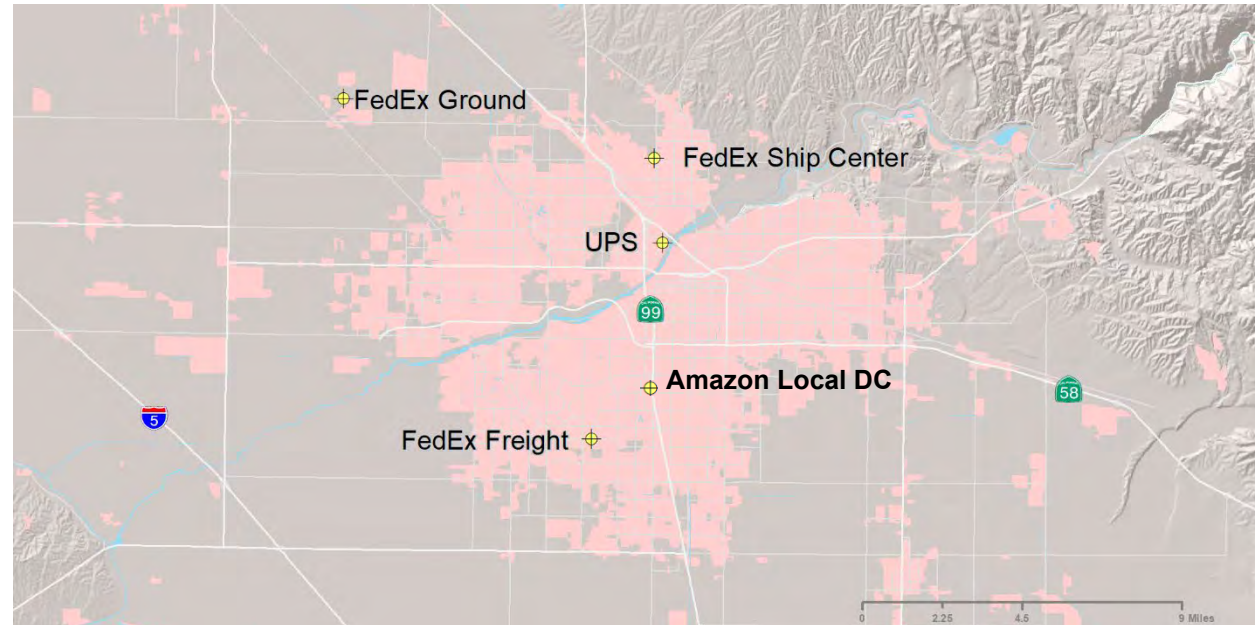 FedEx Ground
FedEx Ship Center
UPS
99
Amazon Local DC
58
5
FedEx Freight
0 2.25 4.5 9 Miles